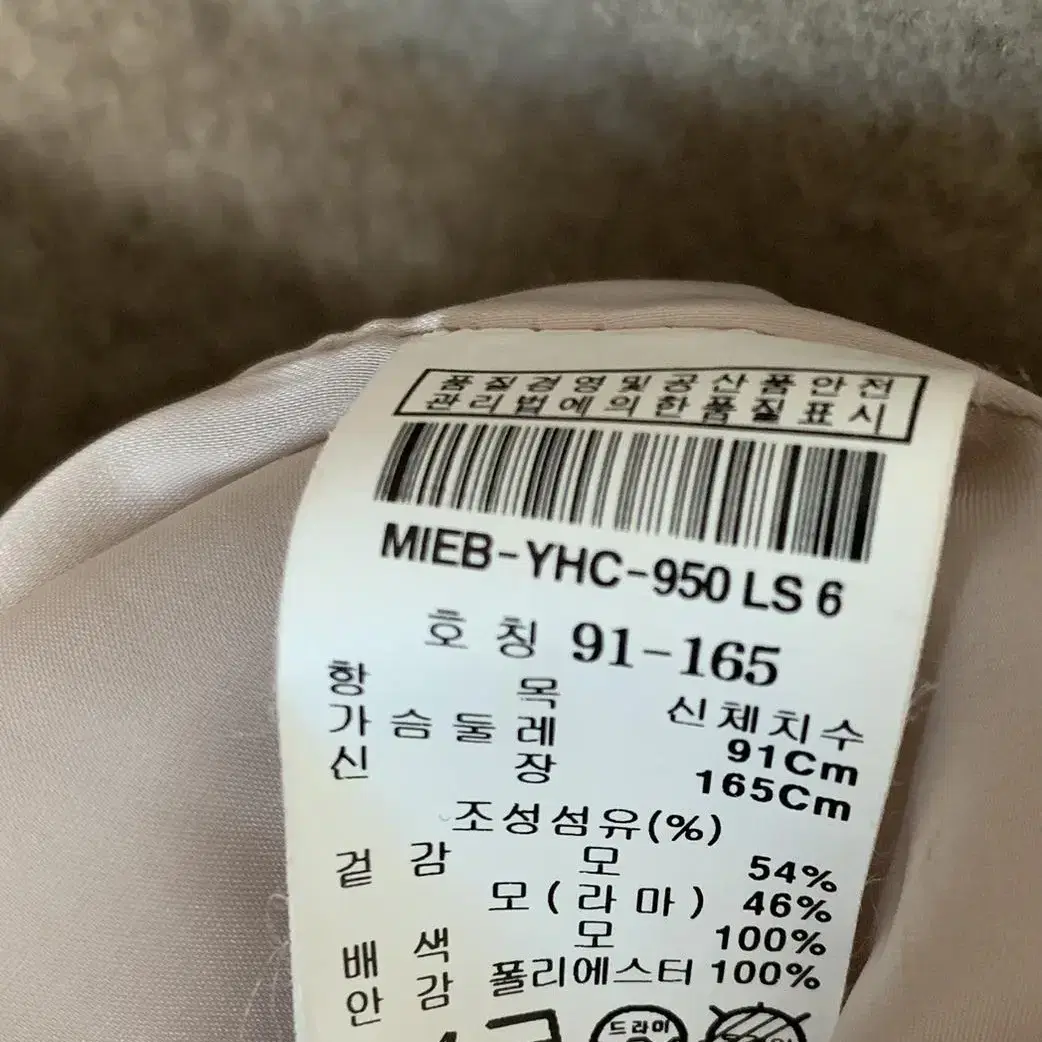 품질경영및공산품안전
관리법에의한품질표시
MIEB-YHC-950 LS 6
호 칭 91-165
항 목 신체치수
가슴둘레 91Cm
신 장 165Cm
조성섬유(%)
겉 감 모 54%
모(라마) 46%
배 색 모 100%
안 감 폴리에스터 100%
드라이